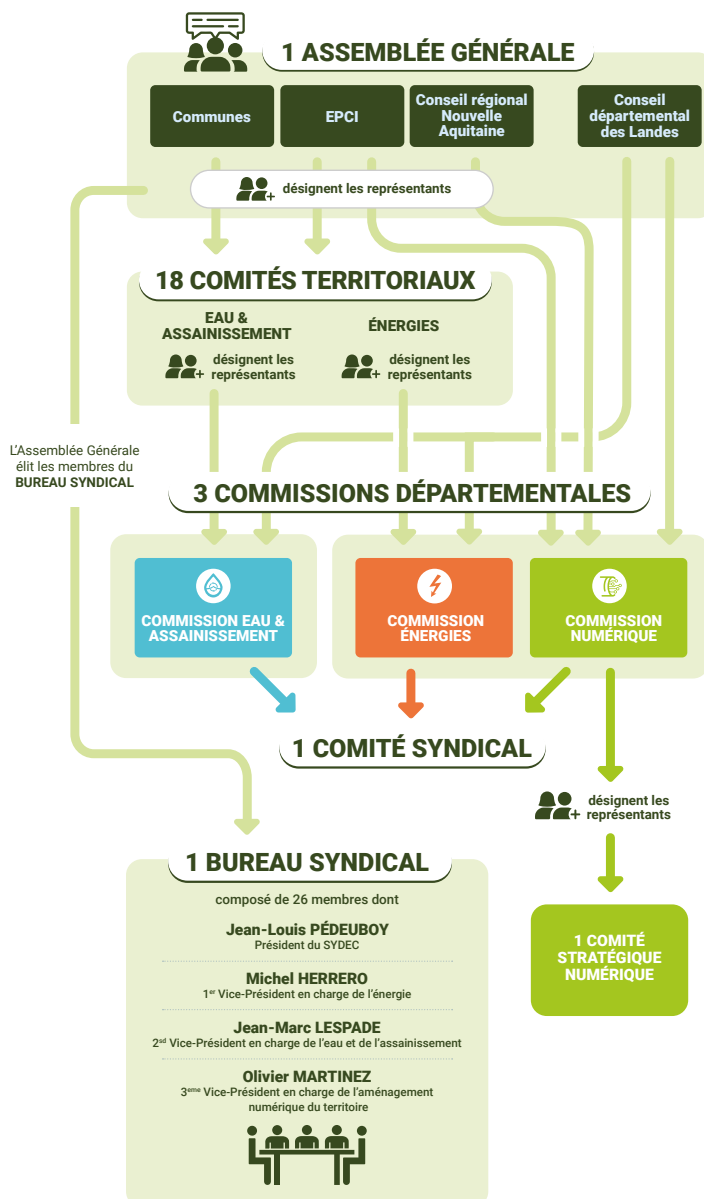 1 ASSEMBLÉE GÉNÉRALE
Communes
EPCI
Conseil régional
Nouvelle
Aquitaine
Conseil
départemental
des Landes
désignent les représentants
18 COMITÉS TERRITORIAUX
EAU &
ASSAINISSEMENT
désignent les
représentants
ÉNERGIES
désignent les
représentants
L'Assemblée Générale
élit les membres du
BUREAU SYNDICAL
3 COMMISSIONS DÉPARTEMENTALES
COMMISSION EAU &
ASSAINISSEMENT
COMMISSION
ÉNERGIES
COMMISSION
NUMÉRIQUE
1 COMITÉ SYNDICAL
désignent les
représentants
1 BUREAU SYNDICAL
composé de 26 membres dont
Jean-Louis PÉDEUBOY
Président du SYDEC
Michel HERRERO
1er Vice-Président en charge de l'énergie
Jean-Marc LESPADE
2sd Vice-Président en charge de l'eau et de l'assainissement
Olivier MARTINEZ
3eme Vice-Président en charge de l'aménagement
numérique du territoire
1 COMITÉ
STRATÉGIQUE
NUMÉRIQUE